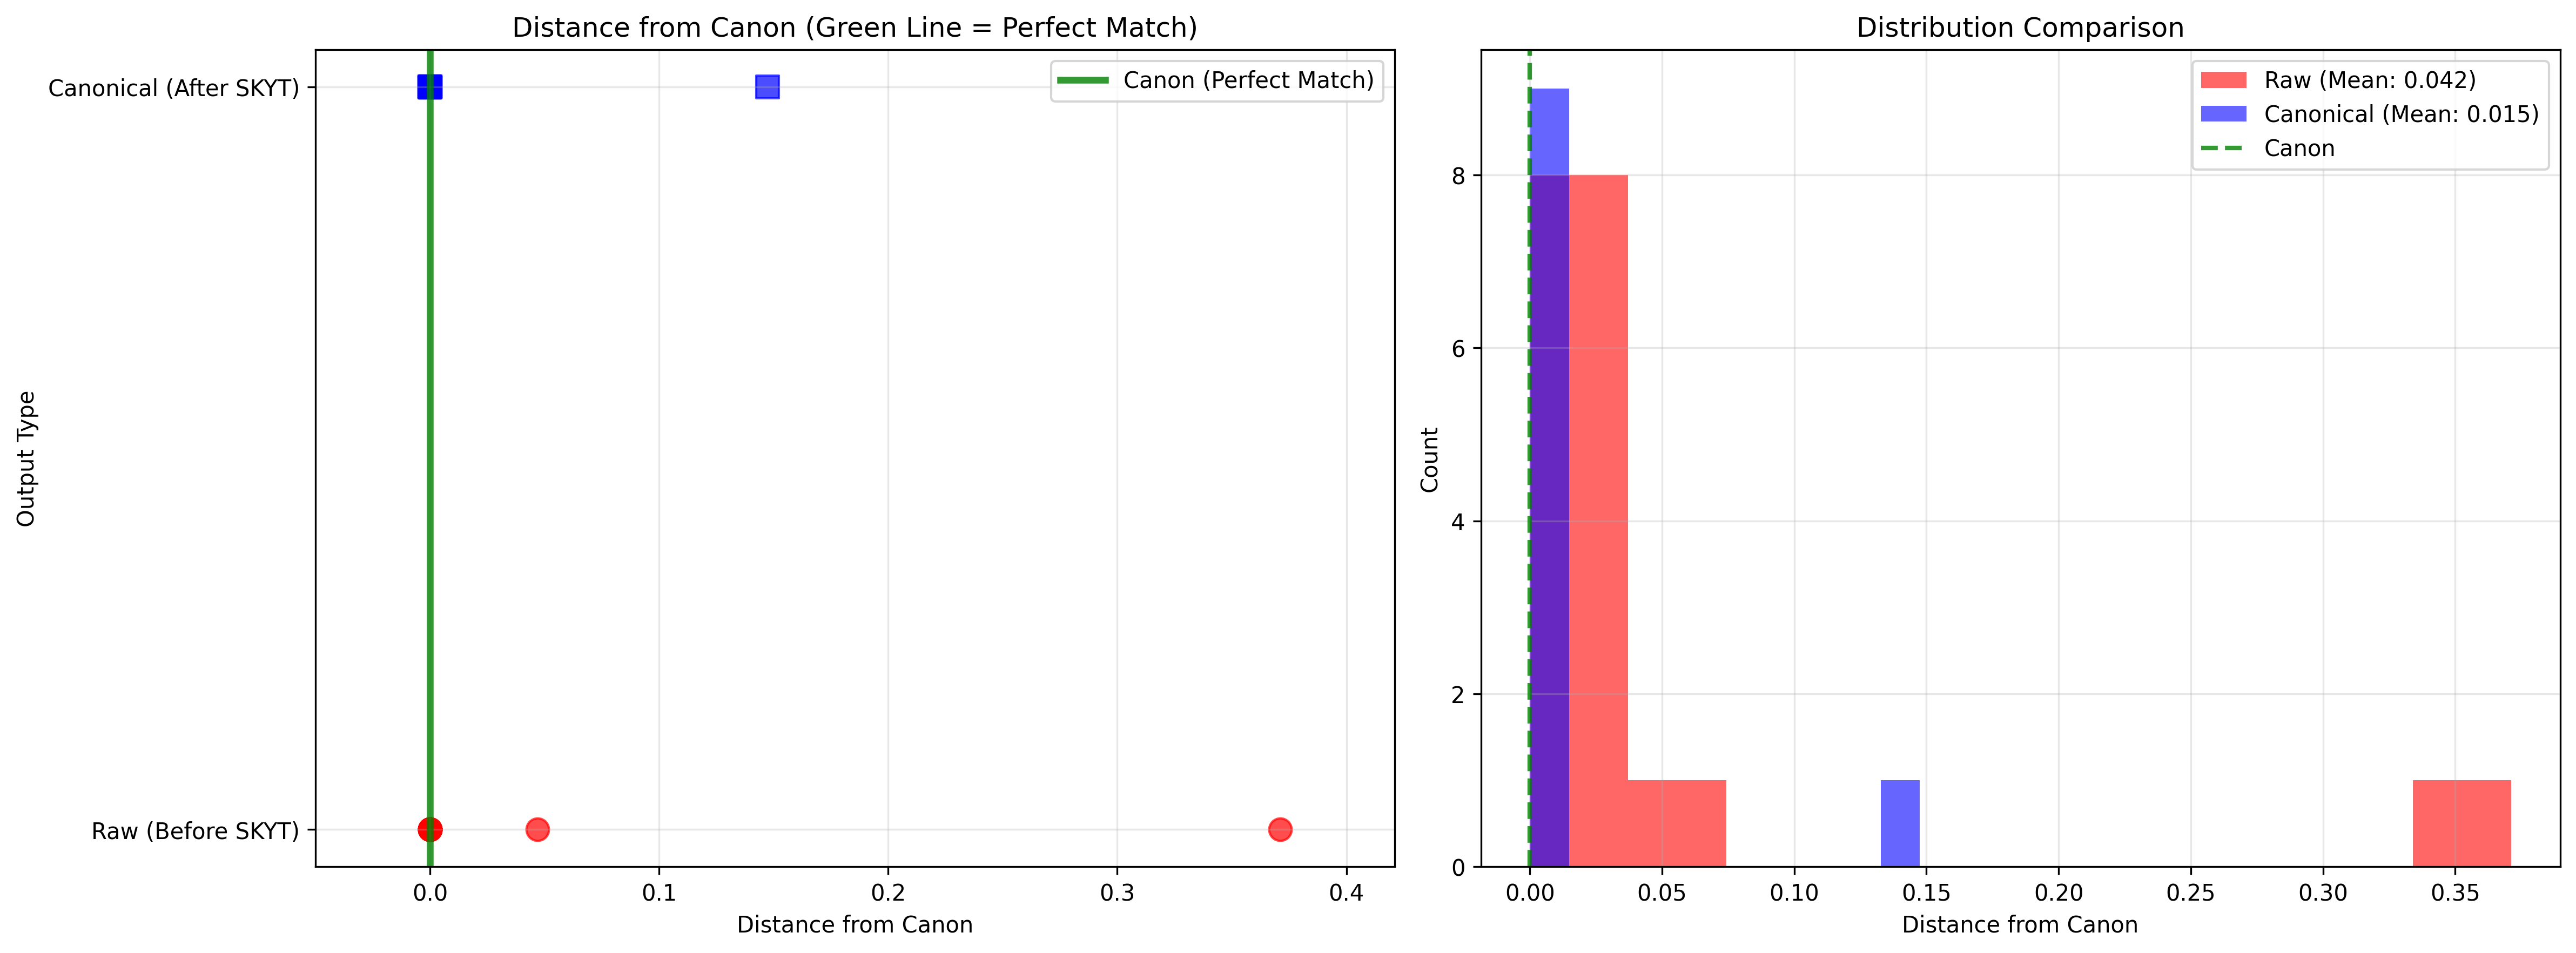 Distance from Canon (Green Line = Perfect Match)
Canon (Perfect Match)
Output Type
Canonical (After SKYT)
Raw (Before SKYT)
0.0 0.1 0.2 0.3 0.4
Distance from Canon
Distribution Comparison
Raw (Mean: 0.042)
Canonical (Mean: 0.015)
Canon
Count
8
6
4
2
0
0.00 0.05 0.10 0.15 0.20 0.25 0.30 0.35
Distance from Canon